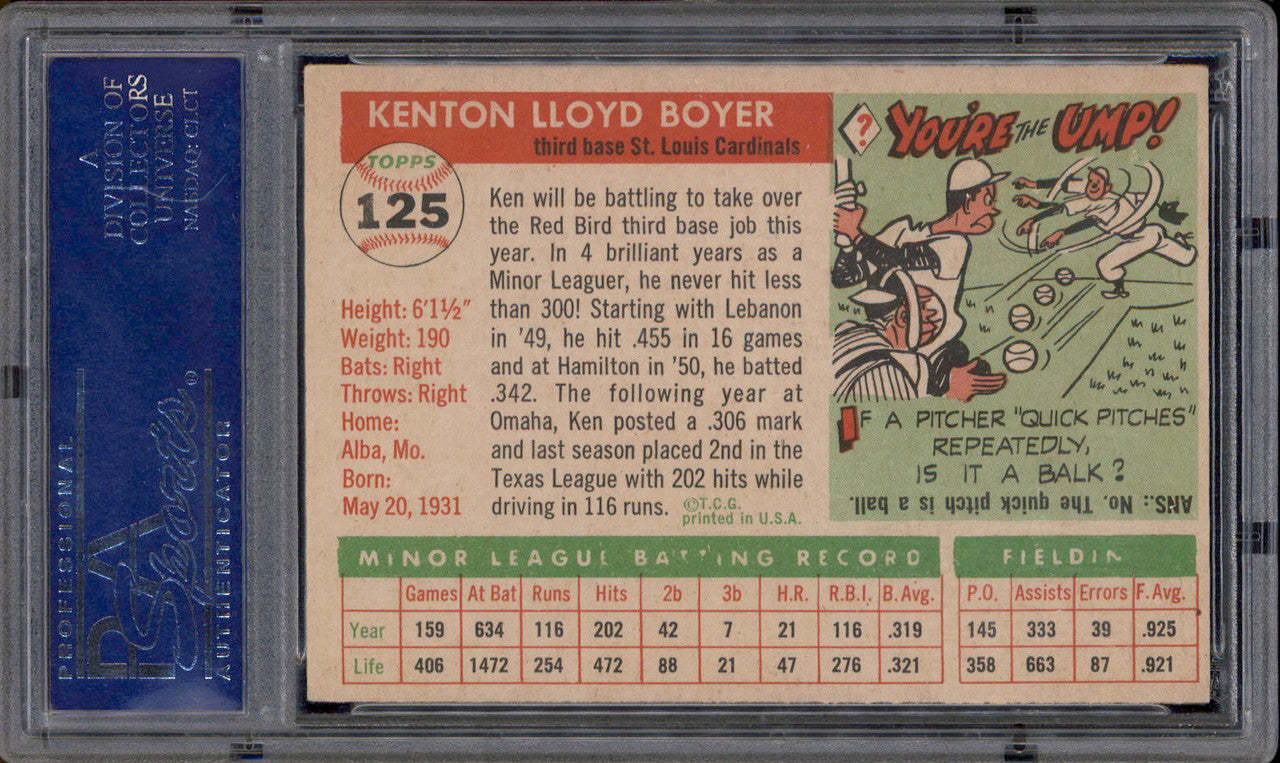 A
DIVISION OF
COLLECTORS
UNIVERSE
NASDAQ: CLCT
PROFESSIONAL
PSA
Sports®
AUTHENTICATOR
KENTON LLOYD BOYER
third base St. Louis Cardinals
TOPPS
125
Height: 6'1½"
Weight: 190
Bats: Right
Throws: Right
Home:
Alba, Mo.
Born:
May 20, 1931
Ken will be battling to take over
the Red Bird third base job this
year. In 4 brilliant years as a
Minor Leaguer, he never hit less
than 300! Starting with Lebanon
in '49, he hit .455 in 16 games
and at Hamilton in '50, he batted
.342. The following year at
Omaha, Ken posted a .306 mark
and last season placed 2nd in the
Texas League with 202 hits while
driving in 116 runs.
©T.C.G.
printed in U.S.A.
?
YOU'RE THE UMP!
IF A PITCHER "QUICK PITCHES"
REPEATEDLY,
IS IT A BALK?
ANS.: No. The quick pitch is a ball.
MINOR LEAGUE BATTING RECORD FIELDIN
Games At Bat Runs Hits 2b 3b H.R. R.B.I. B. Avg. P.O. Assists Errors F. Avg.
Year 159 634 116 202 42 7 21 116 .319 145 333 39 .925
Life 406 1472 254 472 88 21 47 276 .321 358 663 87 .921